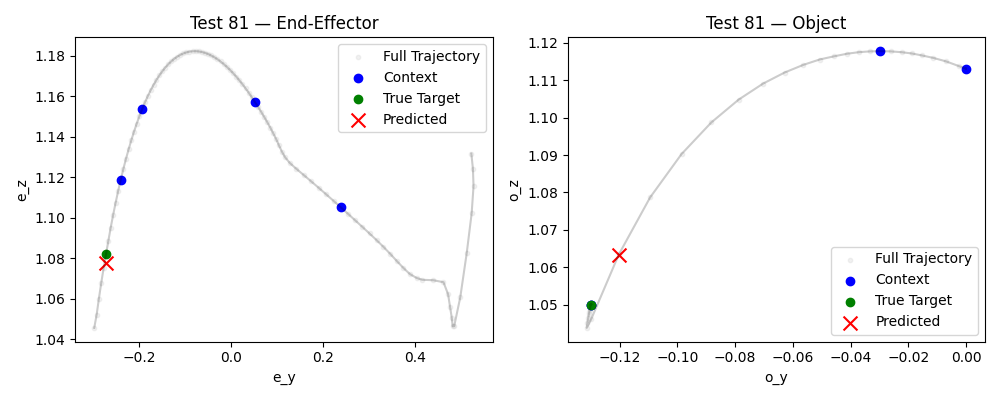 Test 81 — End-Effector
1.18
1.16
1.14
1.12
1.10
1.08
1.06
1.04
e_z
−0.2
0.0
0.2
0.4
e_y
Full Trajectory
Context
True Target
Predicted
Test 81 — Object
1.12
1.11
1.10
1.09
1.08
1.07
1.06
1.05
o_z
−0.12
−0.10
−0.08
−0.06
−0.04
−0.02
0.00
o_y
Full Trajectory
Context
True Target
Predicted